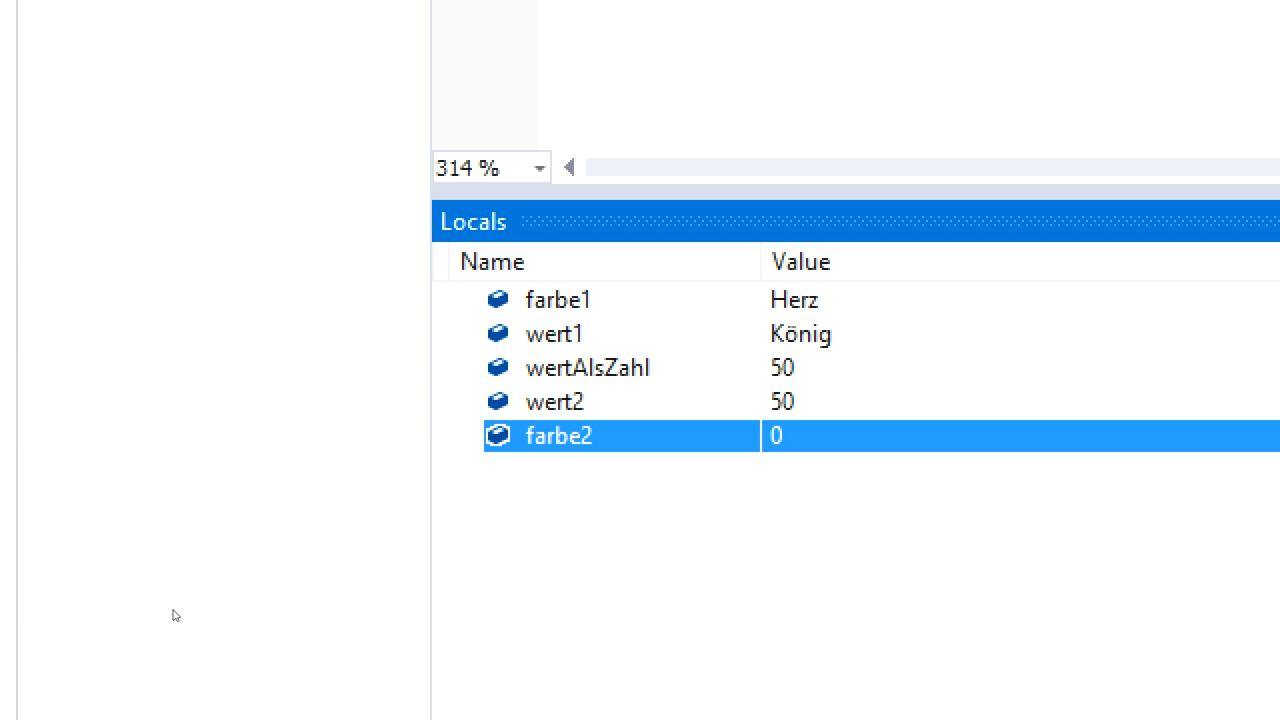 314 %
Locals
Name Value
farbe1 Herz
wert1 König
wertAlsZahl 50
wert2 50
farbe2 0